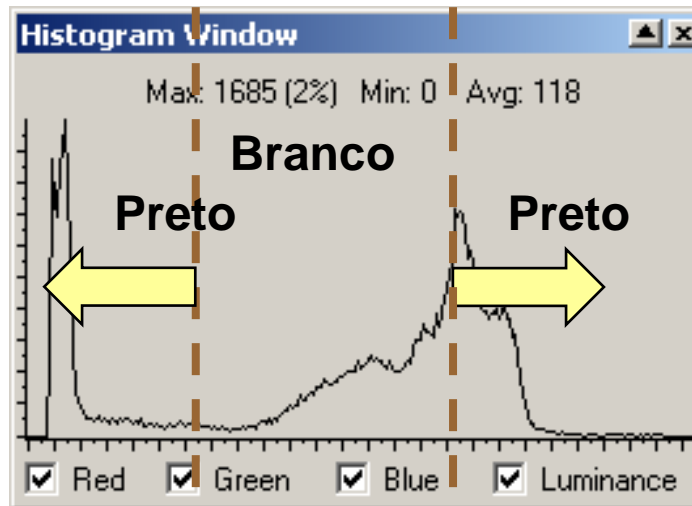 Histogram Window
Max: 1685 (2%) Min: 0 Avg: 118
Branco
Preto Preto
Red Green Blue Luminance